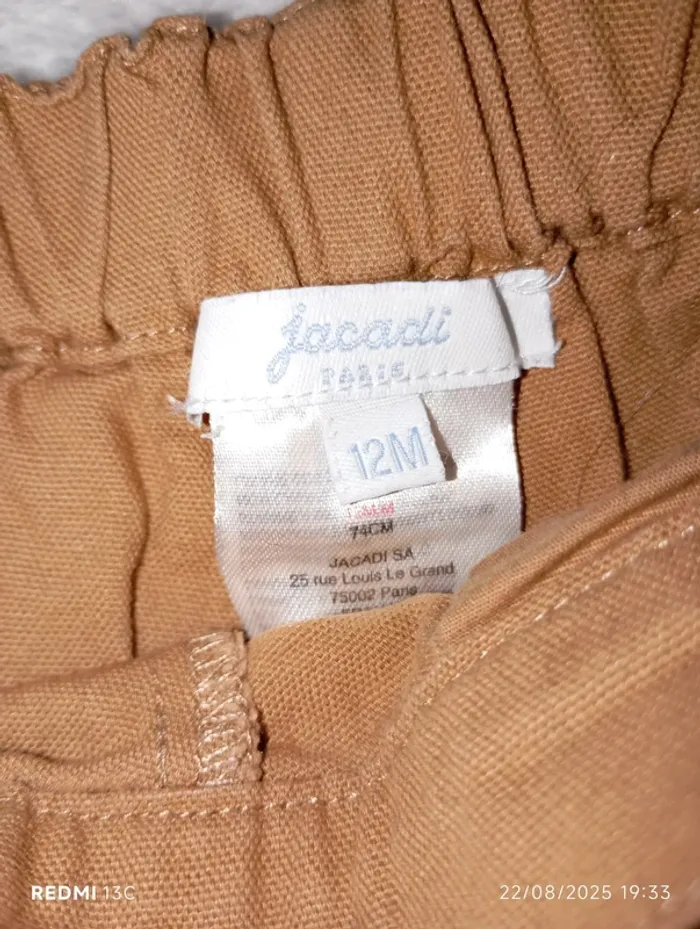 jacadi
PARIS
12M
74CM
JACADI SA
25 rue Louis Le Grand
75002 Paris
REDMI 13C
22/08/2025 19:33